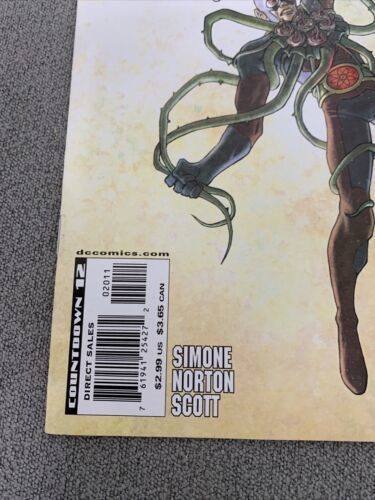 dccomics.com
COUNTDOWN 12
DIRECT SALES
02011
7 61941 25427 2
$2.99 US $3.65 CAN
SIMONE
NORTON
SCOTT